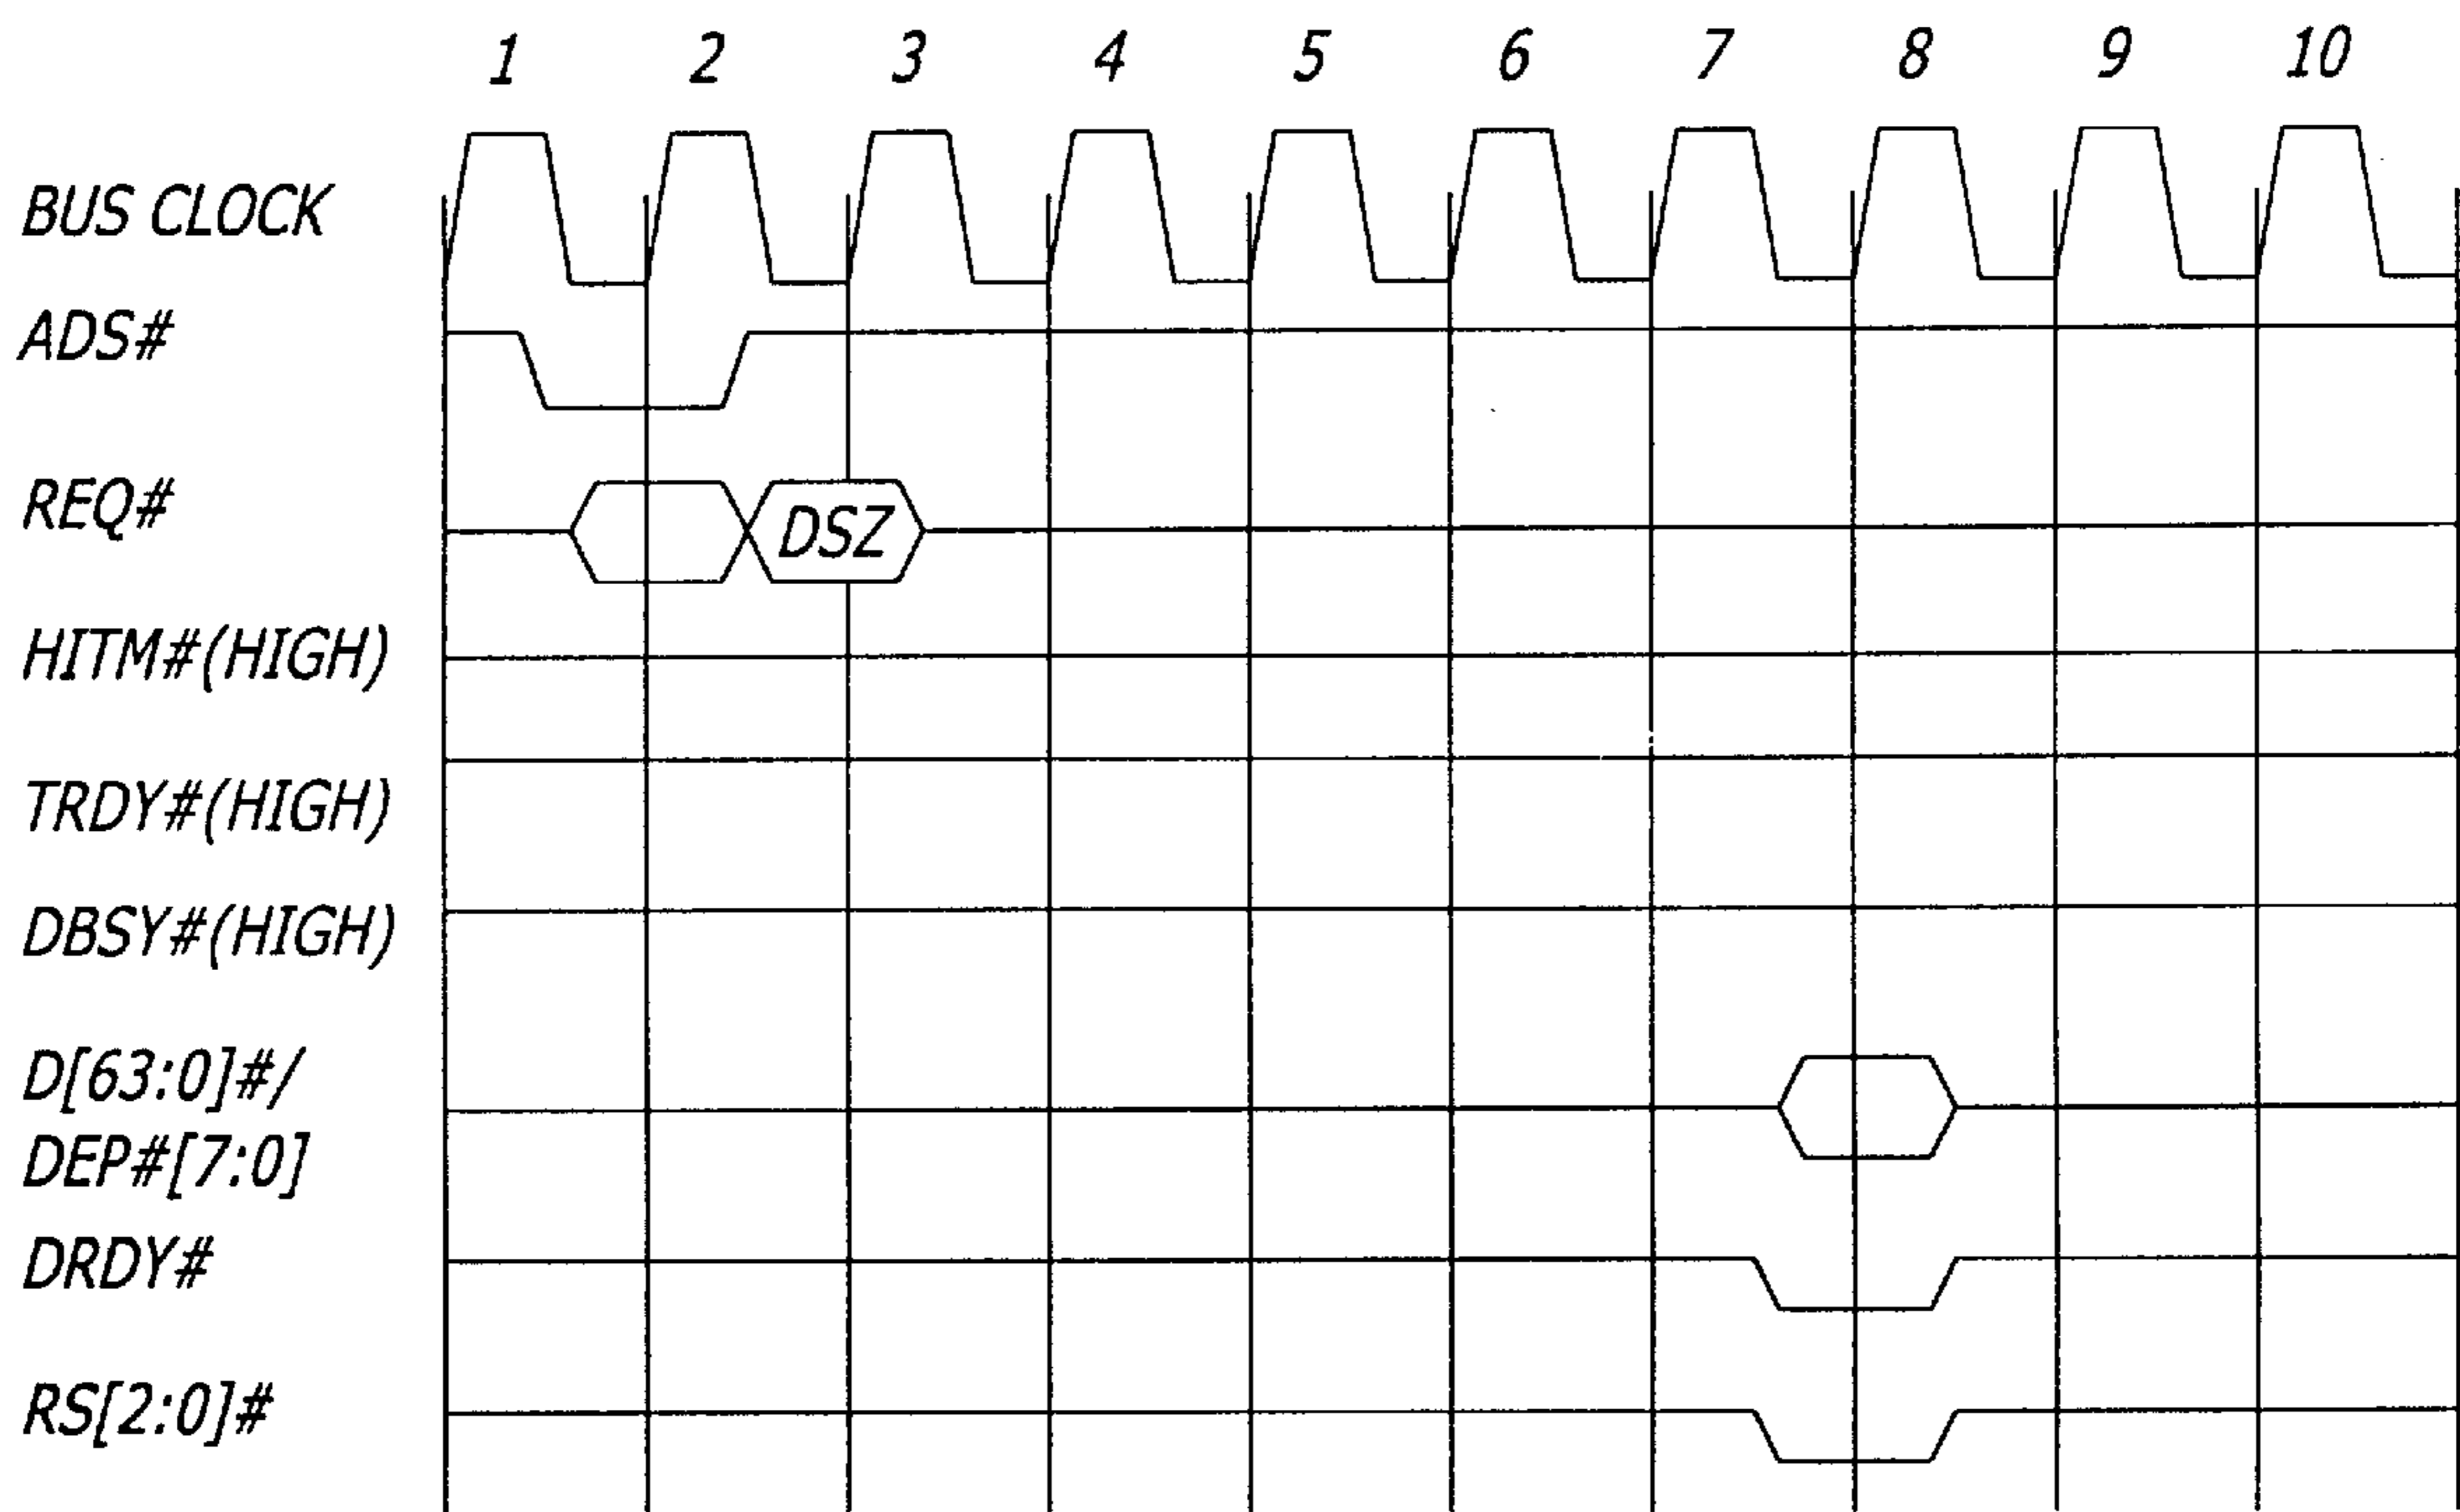 1 2 3 4 5 6 7 8 9 10
BUS CLOCK
ADS#
REQ#
DSZ
HITM#(HIGH)
TRDY#(HIGH)
DBSY#(HIGH)
D[63:0]#/
DEP#[7:0]
DRDY#
RS[2:0]#